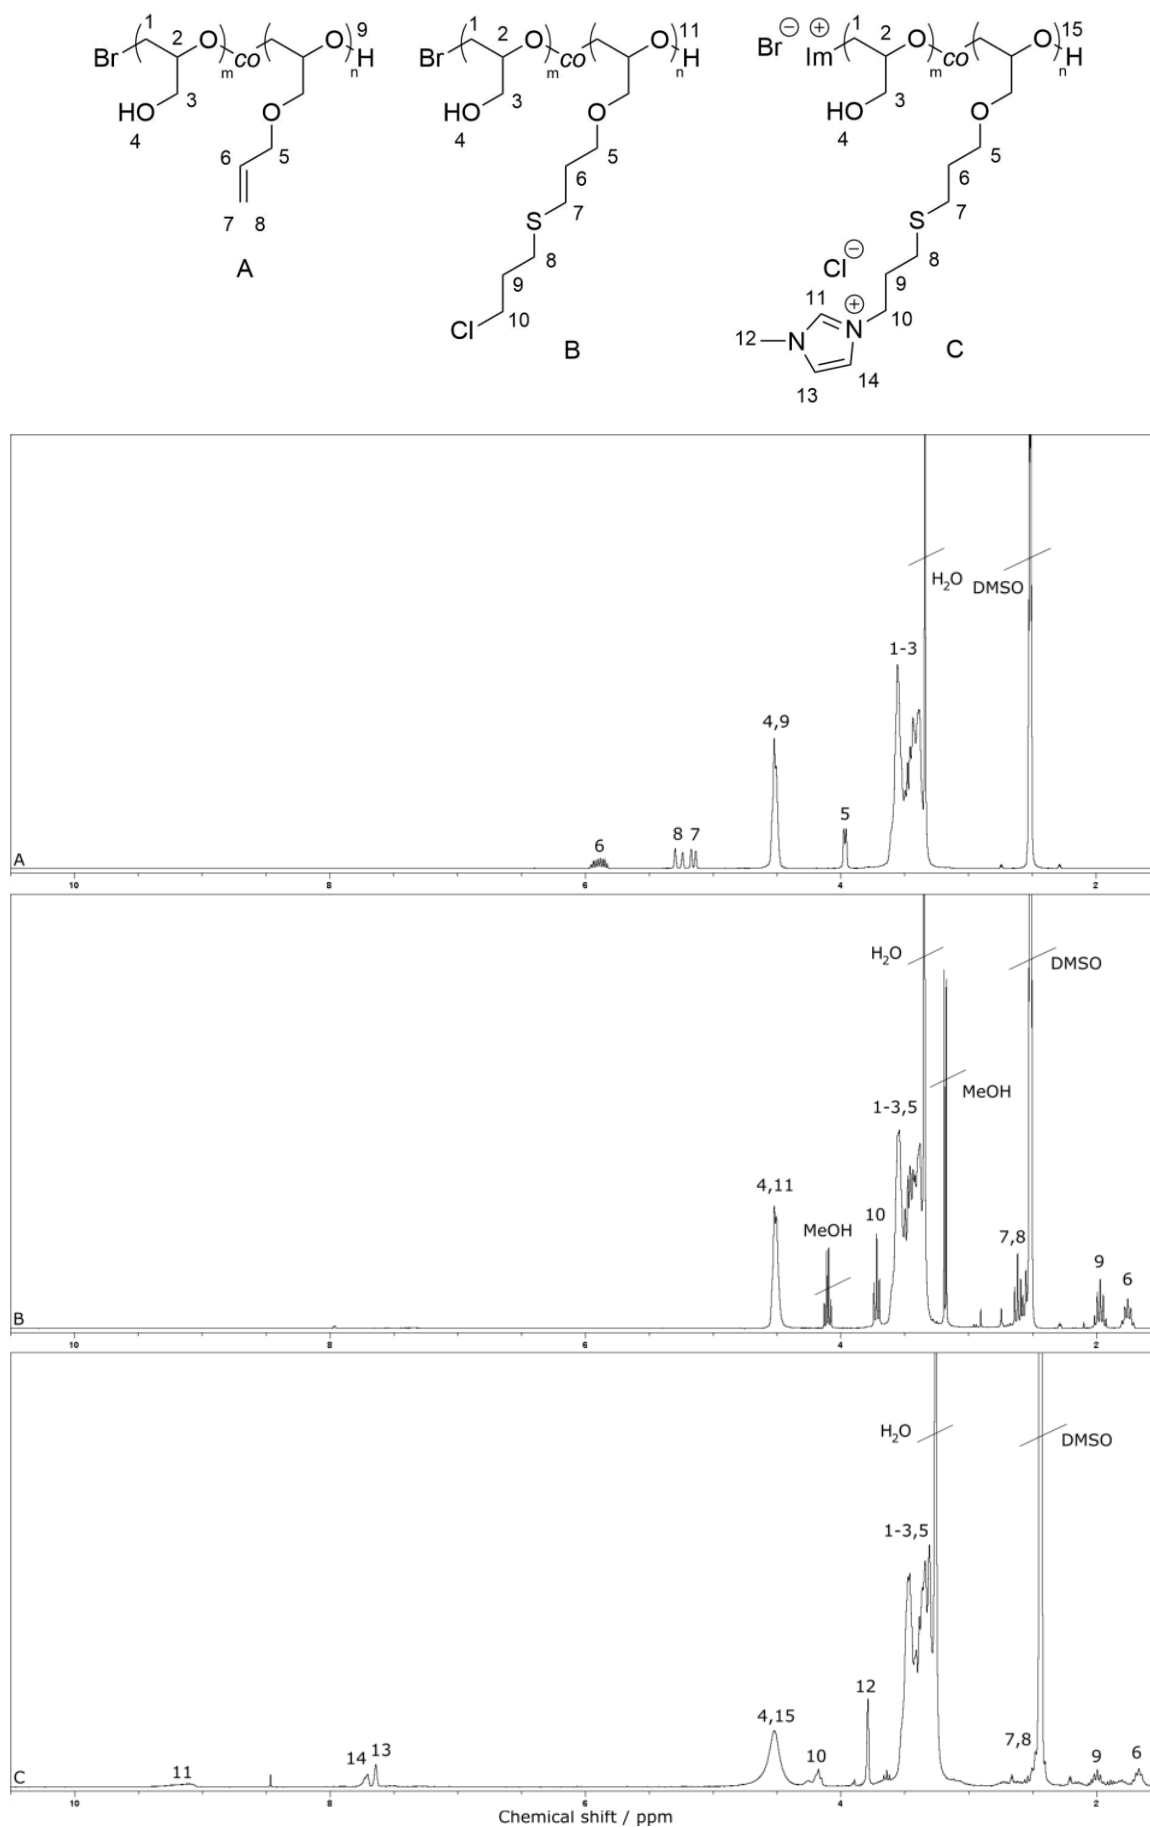 Br 1 2 3 O m co O 9 H n
HO 4 O 5 6 7 8
A
Br 1 2 3 O m co O 11 H n
HO 4 O 5 6 7 S 8 9 10 Cl
B
Br⊖ ⊕ Im 1 2 3 O m co O 15 H n
HO 4 O 5 6 7 S 8 9 10
Cl⊖ ⊕ 11 12 N N 13 14
C
H₂O DMSO
1-3
4,9
5
6 8 7
A
10 8 6 4 2
H₂O DMSO
MeOH
1-3,5
4,11
MeOH 10 7,8 9 6
B
10 8 6 4 2
H₂O DMSO
1-3,5
12
4,15
11 14 13 10 7,8 9 6
C
10 8 6 4 2
Chemical shift / ppm